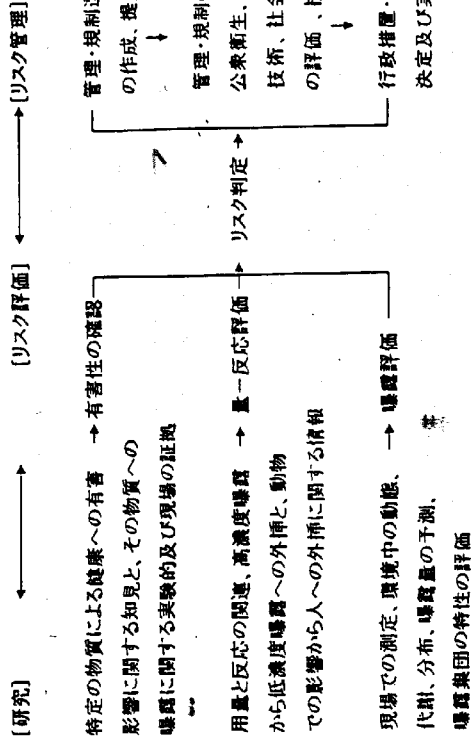 [研究] ←→ [リスク評価] ←→ [リスク管理]
特定の物質による健康への有害 → 有害性の確認
影響に関する知見と、その物質への
曝露に関する実験的及び現場の証拠
用量と反応の関連、高濃度曝露 → 量―反応評価
から低濃度曝露への外挿と、動物
での影響から人への外挿に関する情報
現場での測定、環境中の動態、 → 曝露評価
代謝、分布、曝露量の予測、
曝露集団の特性の評価
リスク判定 →
管理・規制
の作成、提
↓
管理・規制
公衆衛生、
技術、社会
の評価、
↓
行政措置・
決定及び